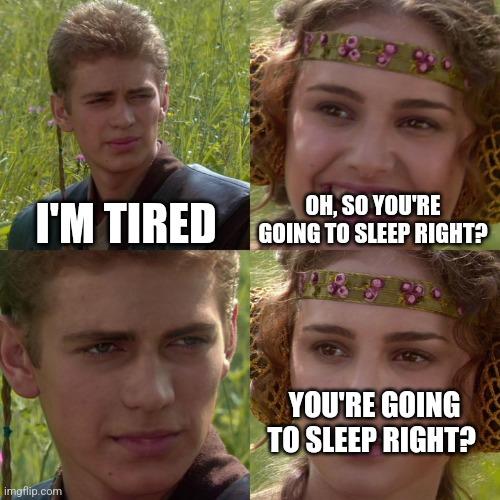 I'M TIRED
OH, SO YOU'RE
GOING TO SLEEP RIGHT?
YOU'RE GOING
TO SLEEP RIGHT?
imgflip.com